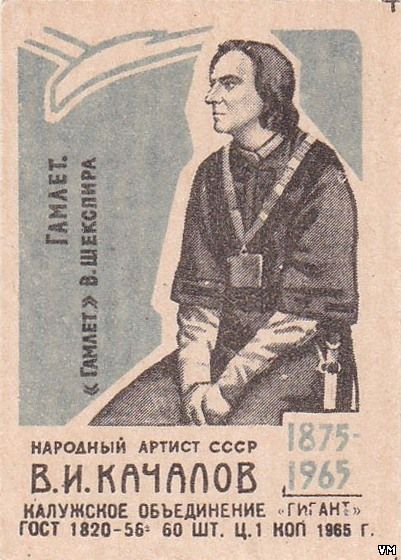 ГАМЛЕТ.
«ГАМЛЕТ» В. ШЕКСПИРА
НАРОДНЫЙ АРТИСТ СССР
В.И.КАЧАЛОВ
1875-
1965
КАЛУЖСКОЕ ОБЪЕДИНЕНИЕ «ГИГАНТ»
ГОСТ 1820-56 60 ШТ. Ц.1 КОП 1965 Г.
VM